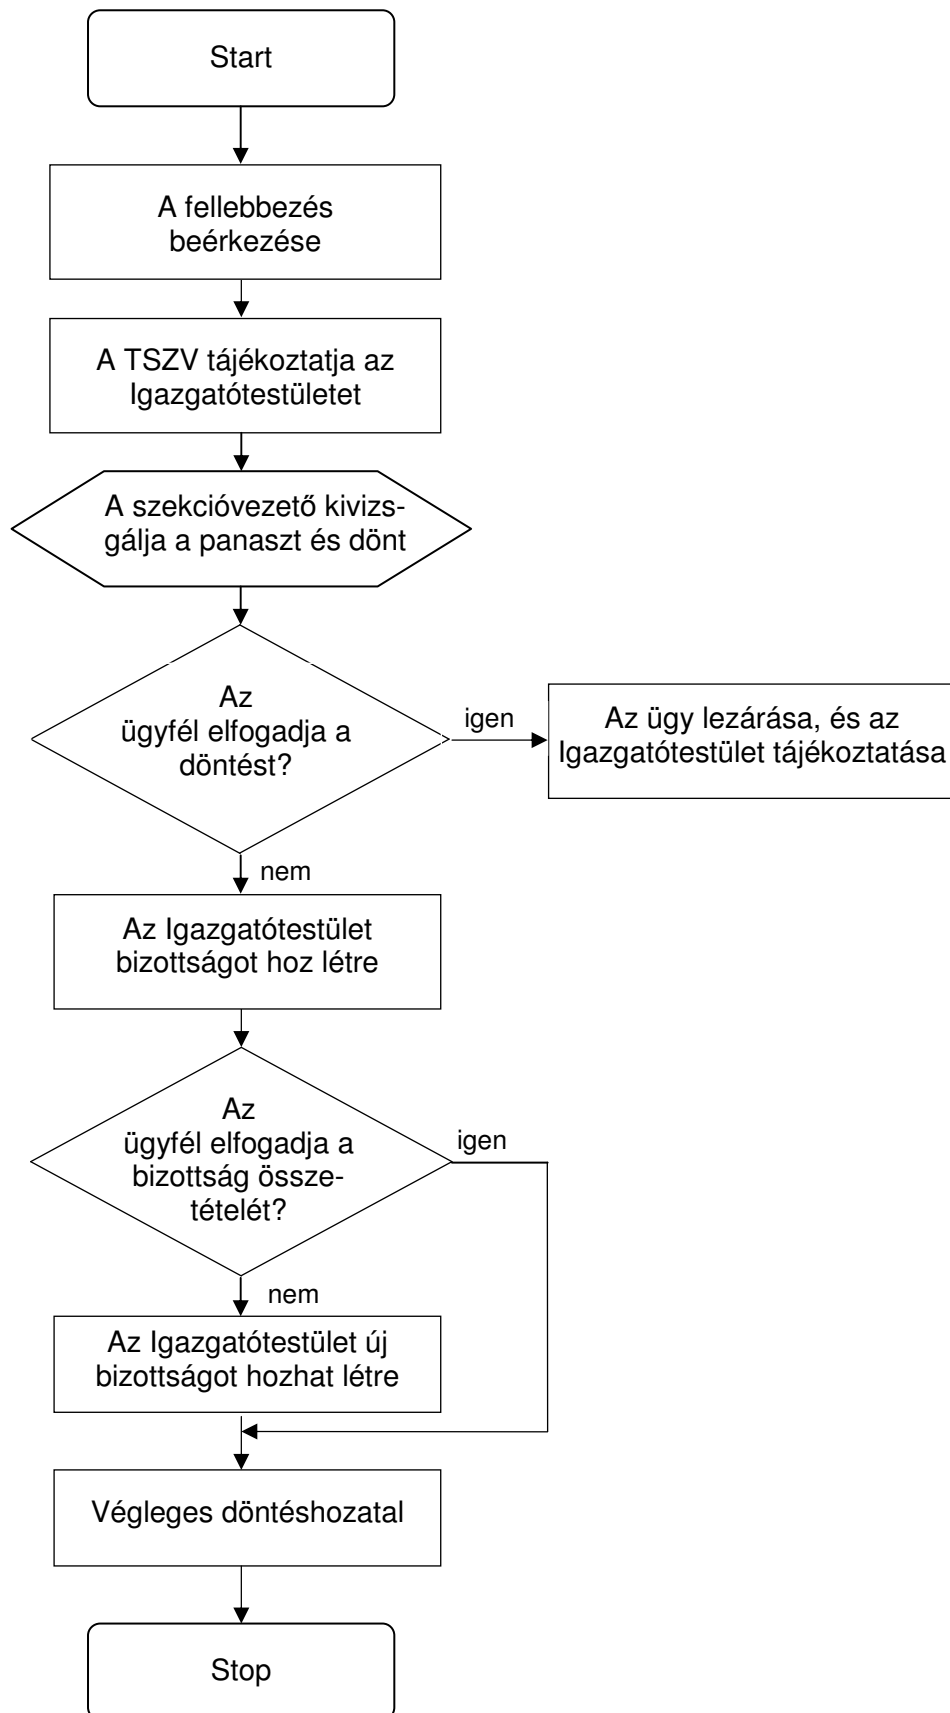 Start
A fellebbezés
beérkezése
A TSZV tájékoztatja az
Igazgatótestületet
A szekcióvezető kivizs-
gálja a panaszt és dönt
Az
ügyfél elfogadja a
döntést?
igen
Az ügy lezárása, és az
Igazgatótestület tájékoztatása
nem
Az Igazgatótestület
bizottságot hoz létre
Az
ügyfél elfogadja a
bizottság össze-
tételét?
igen
nem
Az Igazgatótestület új
bizottságot hozhat létre
Végleges döntéshozatal
Stop